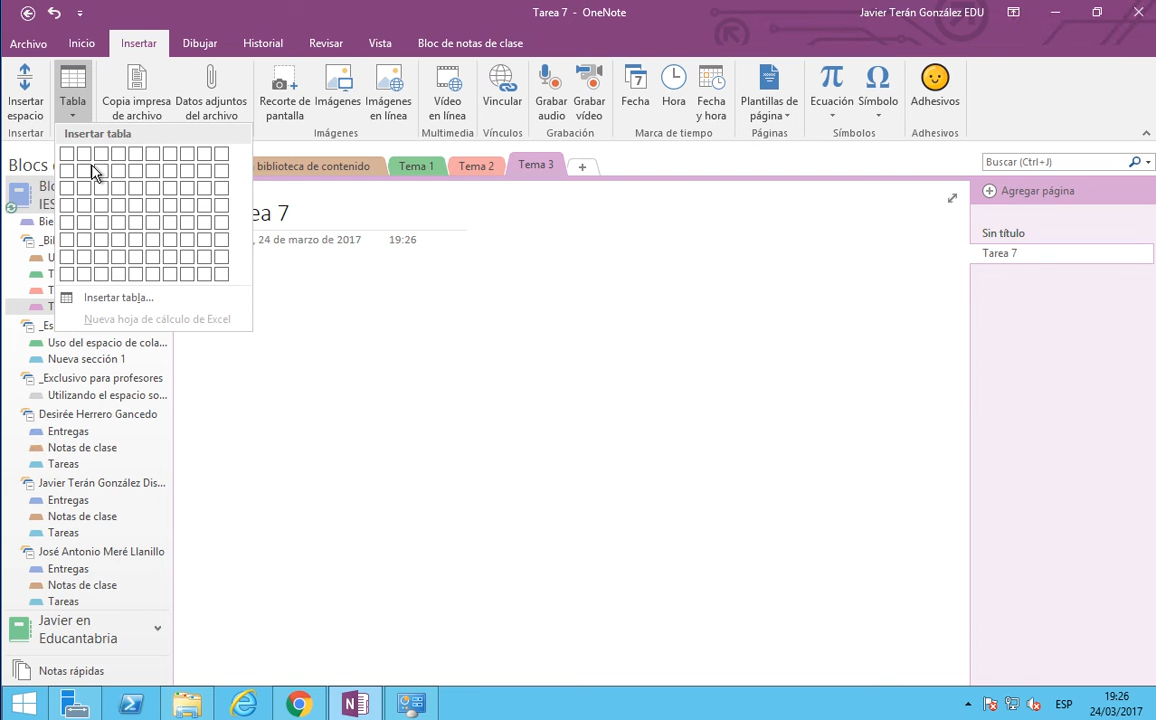 Tarea 7 - OneNote
Javier Terán González EDU
Archivo
Inicio
Insertar
Dibujar
Historial
Revisar
Vista
Bloc de notas de clase
Insertar
espacio
Tabla
Copia impresa
de archivo
Datos adjuntos
del archivo
Recorte de
pantalla
Imágenes
Imágenes
en línea
Vídeo
en línea
Vincular
Grabar
audio
Grabar
vídeo
Fecha
Hora
Fecha
y hora
Plantillas de
página
Ecuación
Símbolo
Adhesivos
Insertar
Insertar tabla
Imágenes
Multimedia
Vínculos
Grabación
Marca de tiempo
Páginas
Símbolos
Adhesivos
Blocs
biblioteca de contenido
Tema 1
Tema 2
Tema 3
Buscar (Ctrl+J)
Agregar página
Sin título
Tarea 7
ea 7
, 24 de marzo de 2017
19:26
Insertar tabla...
Nueva hoja de cálculo de Excel
Blo
IES
Bie
_Bil
U
T
T
T
_Es
Uso del espacio de cola...
Nueva sección 1
_Exclusivo para profesores
Utilizando el espacio so...
Desirée Herrero Gancedo
Entregas
Notas de clase
Tareas
Javier Terán González Dis...
Entregas
Notas de clase
Tareas
José Antonio Meré Llanillo
Entregas
Notas de clase
Tareas
Javier en
Educantabria
Notas rápidas
ESP
19:26
24/03/2017